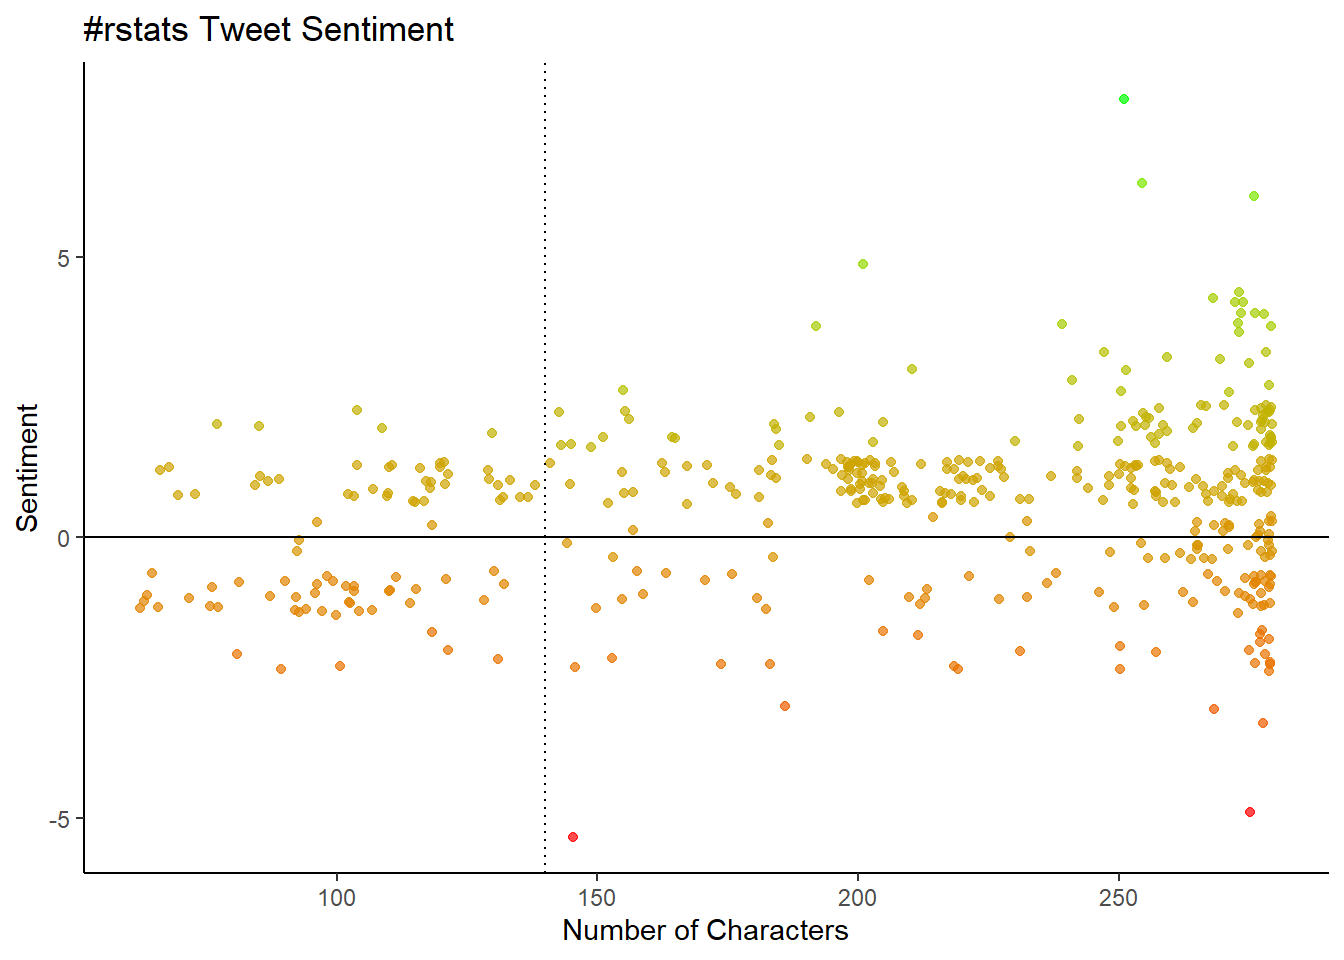 #rstats Tweet Sentiment
Sentiment
5
0
-5
100 150 200 250
Number of Characters